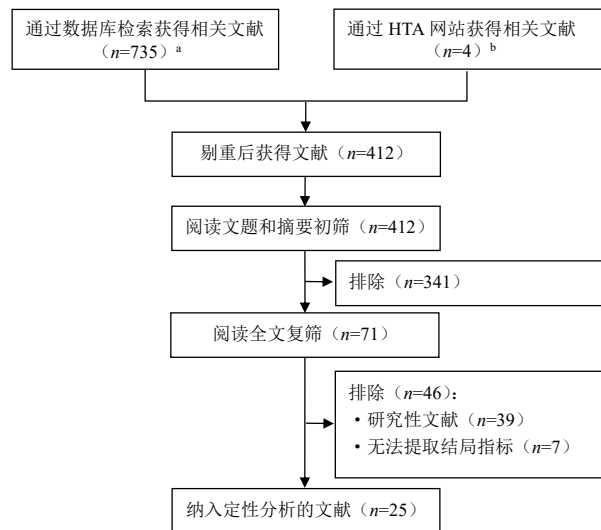 通过数据库检索获得相关文献
（n=735）a
通过 HTA 网站获得相关文献
（n=4）b
剔重后获得文献（n=412）
阅读文题和摘要初筛（n=412）
排除（n=341）
阅读全文复筛（n=71）
排除（n=46）：
・研究性文献（n=39）
・无法提取结局指标（n=7）
纳入定性分析的文献（n=25）